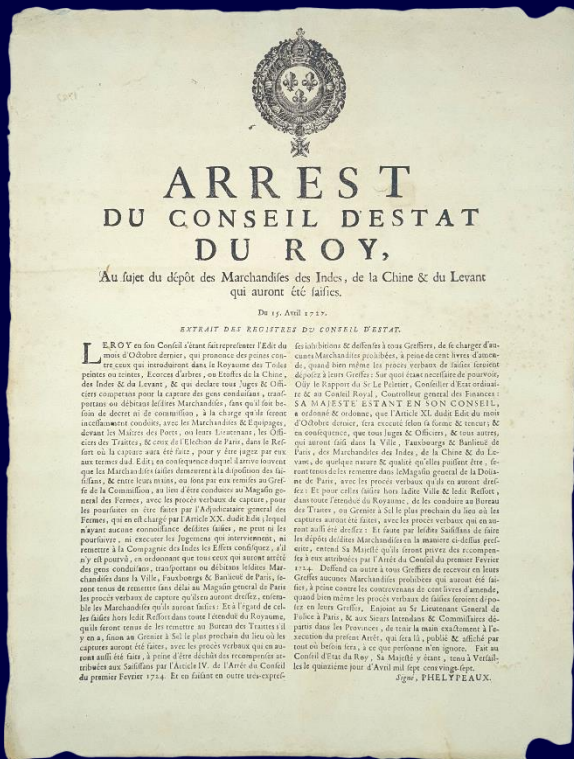 ARREST
DU CONSEIL D'ESTAT
DU ROY,
Au sujet du dépôt des Marchandises des Indes, de la Chine & du Levant
qui auront été saisies.
Du 15. Avril 1727.
EXTRAIT DES REGISTRES DU CONSEIL D'ESTAT.
LE ROY en son Conseil s'étant fait representer l'Edit du
mois d'Octobre dernier, qui prononce des peines con-
tre ceux qui introduiront dans le Royaume des Toiles
peintes ou teintes, Ecorces d'arbres, ou Etoffes de la Chine,
des Indes & du Levant, & qui declare tous Juges & Offi-
ciers competans pour la capture des gens conduisant, trans-
portans ou débitans lesdites Marchandises, sans qu'il soit be-
soin de decret ni de commission, à la charge qu'ils seront
incessamment conduits, avec les Marchandises & Equipages,
devant les Maîtres des Ports, ou leurs Lieutenans, les Offi-
ciers des Traittes, & ceux de l'Election de Paris, dans le Res-
sort où la capture aura été faite, pour y être jugez par eux
aux termes dud. Edit; en consequence duquel il arrive souvent
que les Marchandises saisies demeurent à la disposition des sai-
sissans, & entre leurs mains, ou sont par eux remises au Gref-
fe de la Commission, au lieu d'être conduites au Magasin ge-
neral des Fermes, avec les procès verbaux de capture, pour
les poursuites en être faites par l'Adjudicataire general des
Fermes, qui en est chargé par l'Article XX. dudit Edit; lequel
n'ayant aucune connoissance desdites saisies, ne peut ni les
poursuivre, ni executer les Jugemens qui interviennent, ni
remettre à la Compagnie des Indes les Effets confisquez, s'il
n'y est pourvû, en ordonnant que tous ceux qui auront arrêté
des gens conduisans, transportans ou débitans lesdites Mar-
chandises dans la Ville, Fauxbourgs & Banlieuë de Paris, se-
ront tenus de remettre sans délai au Magasin general de Paris
les procès verbaux de capture qu'ils en auront dressez, ensem-
ble les Marchandises qu'ils auront saisies: Et à l'égard de cel-
les saisies hors ledit Ressort dans toute l'étenduë du Royaume,
qu'ils seront tenus de les remettre au Bureau des Traittes s'il
y en a, sinon au Grenier à Sel le plus prochain du lieu où les
captures auront été faites, avec les procès verbaux qui en au-
rons aussi été faits, à peine d'être déchûs des recompenses at-
tribuées aux Saisissans par l'Article IV. de l'Arrêt du Conseil
du premier Fevrier 1724. Et en faisant en outre très-expres-
ses inhibitions & deffenses à tous Greffiers, de se charger d'au-
cunes Marchandises prohibées, à peine de cent livres d'amen-
de, quand bien même les procès verbaux de saisies seroient
déposez à leurs Greffes: Sur quoi étant necessaire de pourvoir,
Oüy le Rapport du Sr Le Peletier, Conseiller d'Etat ordinai-
re & au Conseil Royal, Controlleur general des Finances:
SA MAJESTE ESTANT EN SON CONSEIL,
a ordonné & ordonne, que l'Article XI. dudit Edit du mois
d'Octobre dernier, sera executé selon sa forme & teneur; &
en consequence, que tous Juges & Officiers, & tous autres,
qui auront saisi dans la Ville, Fauxbourgs & Banlieuë de
Paris, des Marchandises des Indes, de la Chine & du Le-
vant, de quelque nature & qualité qu'elles puissent être, se-
ront tenus de les remettre dans le Magasin general de la Doüa-
ne de Paris, avec les procès verbaux qu'ils en auront dres-
sez: Et pour celles saisies hors ladite Ville & ledit Ressort,
dans toute l'étenduë du Royaume, de les conduire au Bureau
des Traites, ou Grenier à Sel le plus prochain du lieu où les
captures auront été faites, avec les procès verbaux qui en au-
ront aussi été dressez: Et faute par lesdits Saisissans de faire
les dépôts desdites Marchandises en la maniere ci-dessus pres-
crite, entend Sa Majesté qu'ils seront privez des recompen-
ses à eux attribuées par l'Arrêt du Conseil du premier Fevrier
1724. Deffend en outre à tous Greffiers de recevoir en leurs
Greffes aucunes Marchandises prohibées qui auront été sai-
sies, à peine contre les contrevenans de cent livres d'amende,
quand bien même les procès verbaux de saisies seroient dépo-
sez en leurs Greffes, Enjoint au Sr Lieutenant General de
Police à Paris, & aux Sieurs Intendans & Commissaires dé-
partis dans les Provinces, de tenir la main exactement à l'e-
xecution du present Arrêt, qui sera lû, publié & affiché par
tout où besoin sera, à ce que personne n'en ignore. Fait au
Conseil d'Etat du Roy, Sa Majesté y étant, tenu à Versail-
les le quinziéme jour d'Avril mil sept cens vingt-sept.
Signé, PHELYPEAUX.